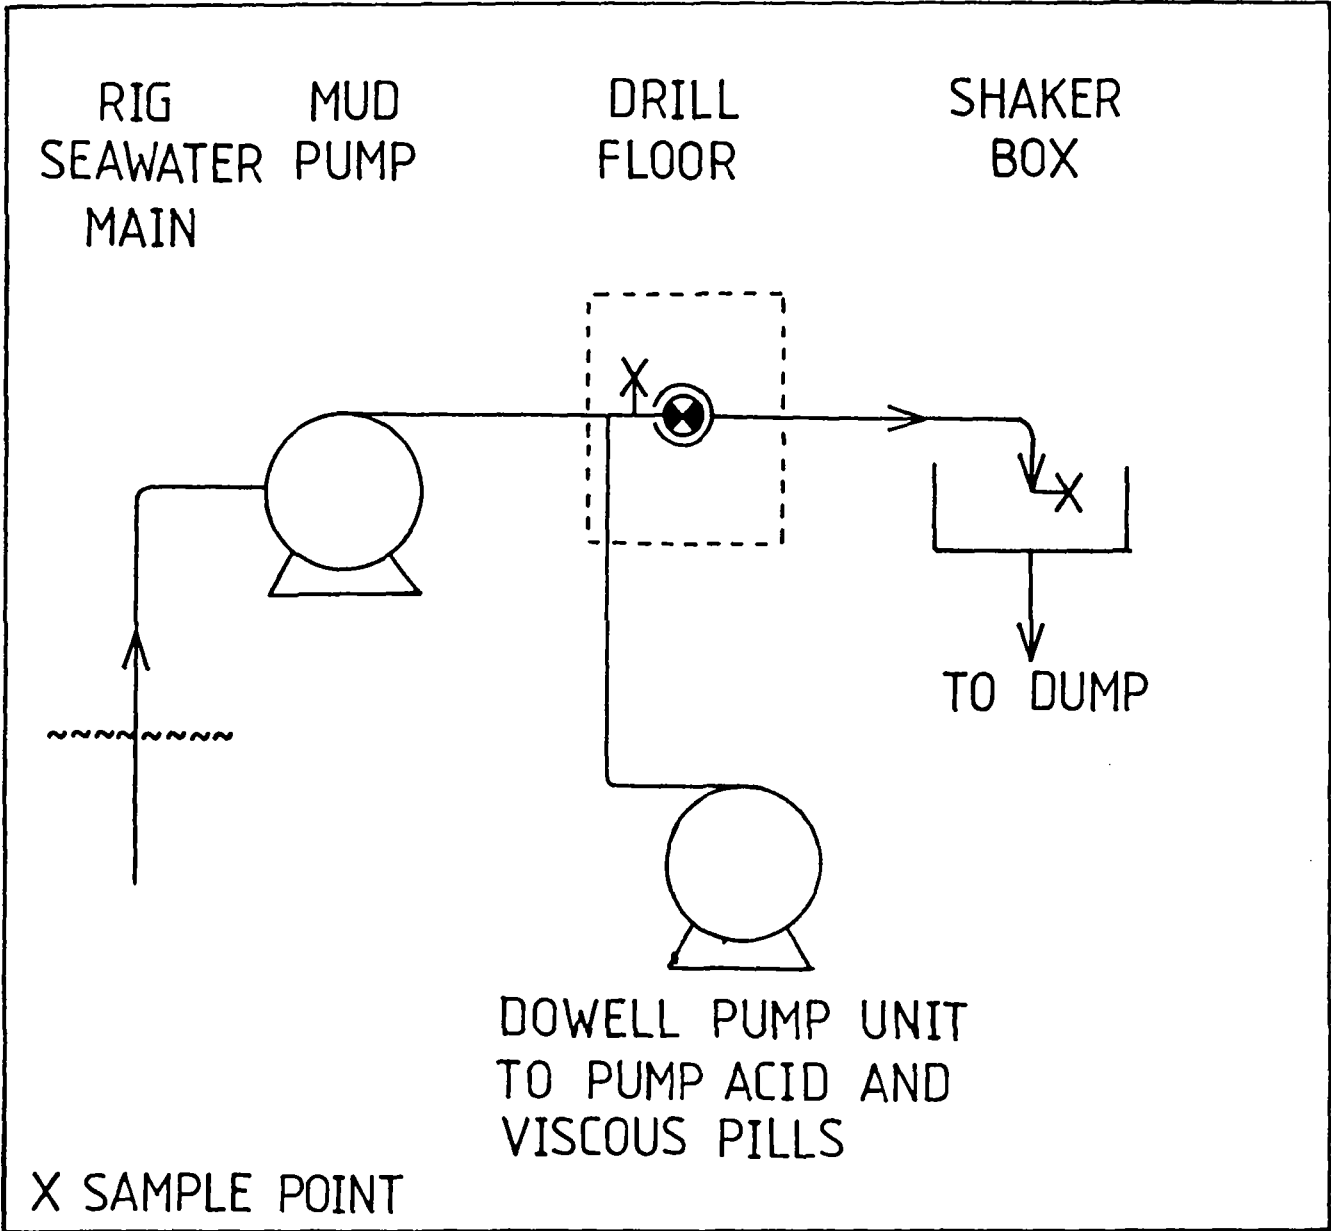 RIG
SEAWATER
MAIN
MUD
PUMP
DRILL
FLOOR
SHAKER
BOX
X
X
TO DUMP
DOWELL PUMP UNIT
TO PUMP ACID AND
VISCOUS PILLS
X SAMPLE POINT